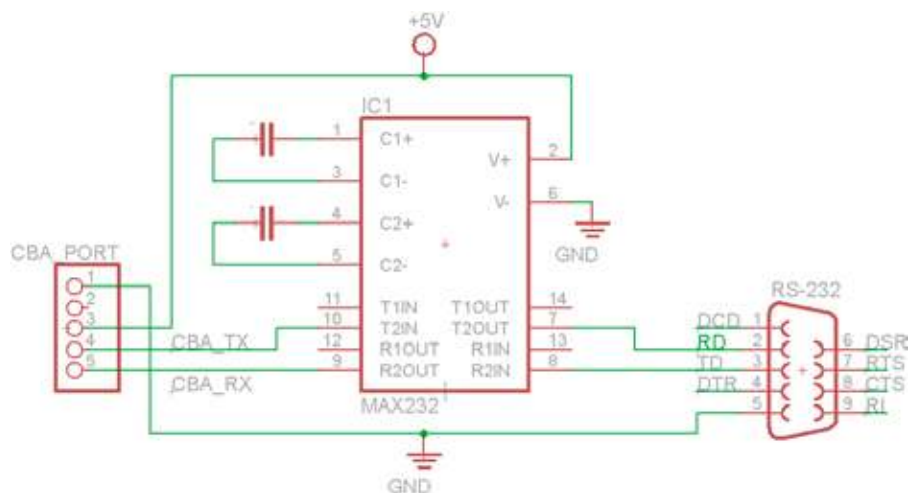 +5V
IC1
1 C1+
3 C1-
4 C2+
5 C2-
V+ 2
V- 6
GND
CBA_PORT
1
2
3
4
5
CBA_TX
CBA_RX
11 T1IN
10 T2IN
12 R1OUT
9 R2OUT
T1OUT 14
T2OUT 7
R1IN 13
R2IN 8
MAX232
RS-232
DCD 1
RD 2
TD 3
DTR 4
5
6 DSR
7 RTS
8 CTS
9 RI
GND